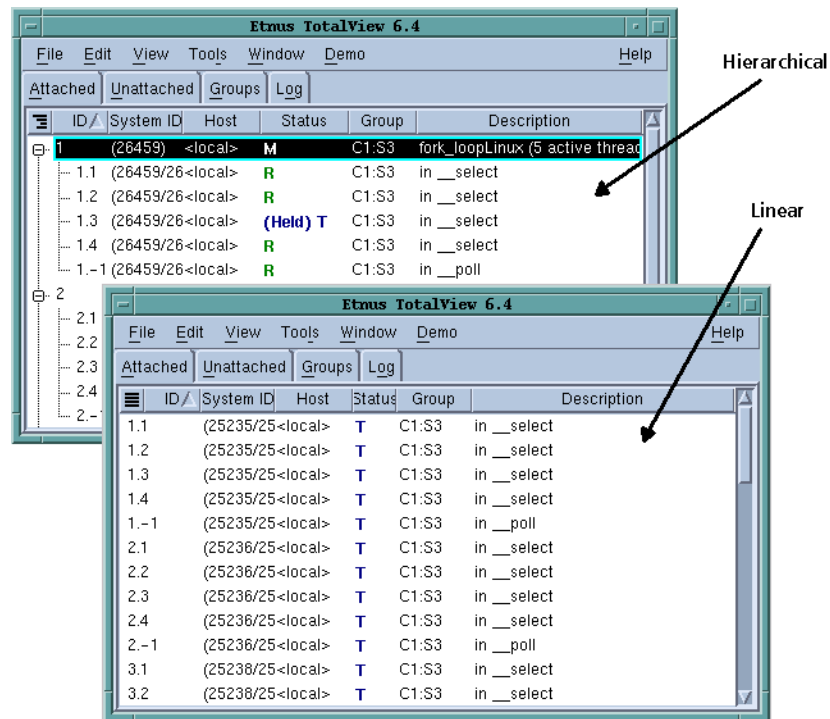 Etnus TotalView 6.4
File Edit View Tools Window Demo Help
Attached Unattached Groups Log
ID System ID Host Status Group Description
1 (26459) <local> M C1:S3 fork_loopLinux (5 active thread
1.1 (26459/26<local> R C1:S3 in __select
1.2 (26459/26<local> R C1:S3 in __select
1.3 (26459/26<local> (Held) T C1:S3 in __select
1.4 (26459/26<local> R C1:S3 in __select
1.-1 (26459/26<local> R C1:S3 in __poll
2
2.1
2.2
2.3
2.4
2.-
Hierarchical
Linear
Etnus TotalView 6.4
File Edit View Tools Window Demo Help
Attached Unattached Groups Log
ID System ID Host Status Group Description
1.1 (25235/25<local> T C1:S3 in __select
1.2 (25235/25<local> T C1:S3 in __select
1.3 (25235/25<local> T C1:S3 in __select
1.4 (25235/25<local> T C1:S3 in __select
1.-1 (25235/25<local> T C1:S3 in __poll
2.1 (25236/25<local> T C1:S3 in __select
2.2 (25236/25<local> T C1:S3 in __select
2.3 (25236/25<local> T C1:S3 in __select
2.4 (25236/25<local> T C1:S3 in __select
2.-1 (25236/25<local> T C1:S3 in __poll
3.1 (25238/25<local> T C1:S3 in __select
3.2 (25238/25<local> T C1:S3 in __select